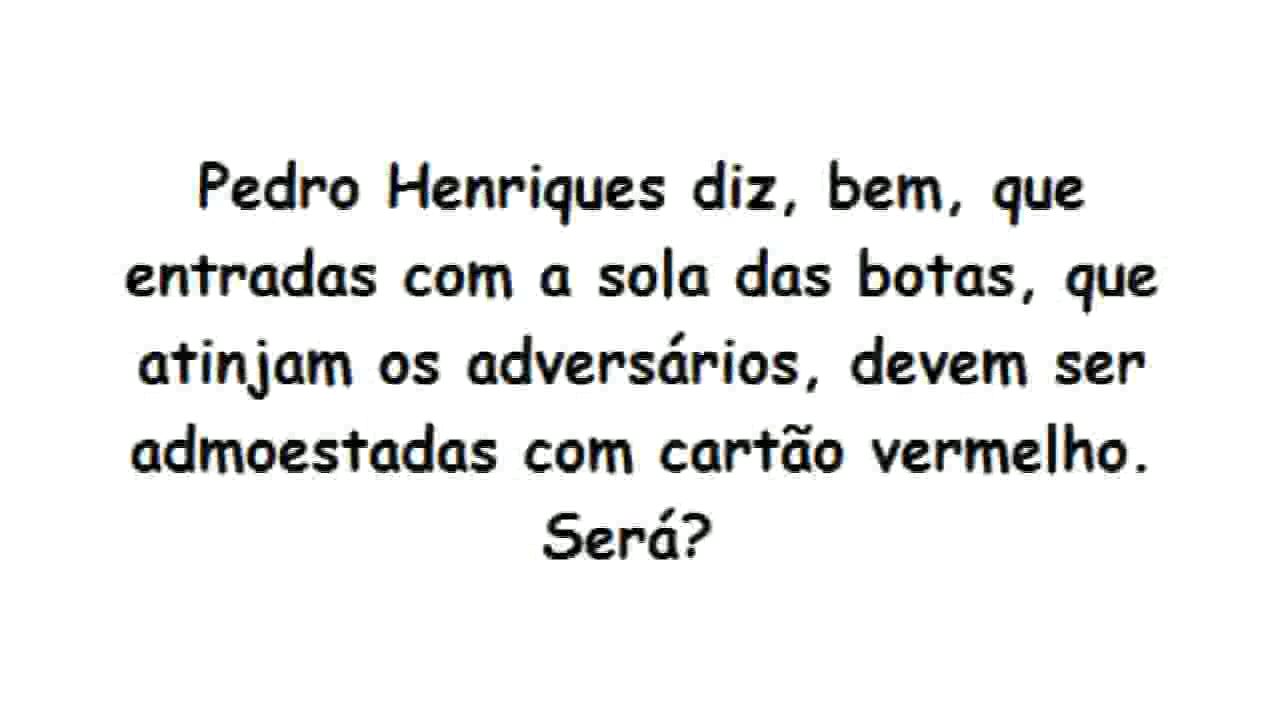 Pedro Henriques diz, bem, que
entradas com a sola das botas, que
atinjam os adversários, devem ser
admoestadas com cartão vermelho.
Será?